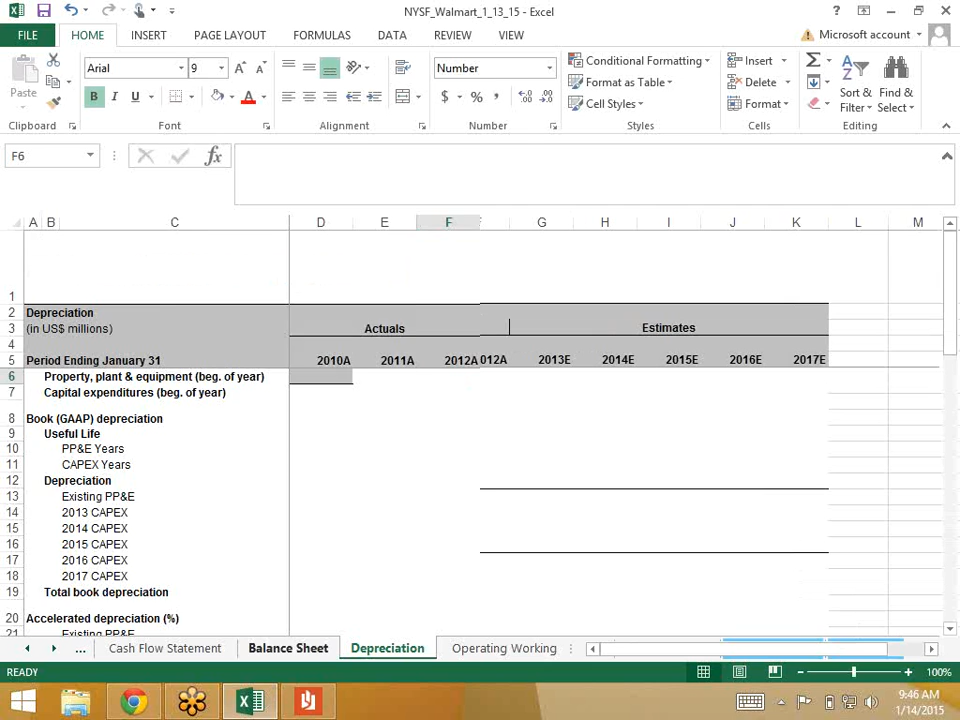 NYSF_Walmart_1_13_15 - Excel
FILE HOME INSERT PAGE LAYOUT FORMULAS DATA REVIEW VIEW Microsoft account
Paste
Arial 9
B I U A
Number
$ % ,
Conditional Formatting
Format as Table
Cell Styles
Insert
Delete
Format
Sort & Filter
Find & Select
Clipboard Font Alignment Number Styles Cells Editing
F6 fx
A B C D E F G H I J K L M
1
2 Depreciation
3 (in US$ millions) Actuals Estimates
4
5 Period Ending January 31 2010A 2011A 2012A 012A 2013E 2014E 2015E 2016E 2017E
6 Property, plant & equipment (beg. of year)
7 Capital expenditures (beg. of year)
8 Book (GAAP) depreciation
9 Useful Life
10 PP&E Years
11 CAPEX Years
12 Depreciation
13 Existing PP&E
14 2013 CAPEX
15 2014 CAPEX
16 2015 CAPEX
17 2016 CAPEX
18 2017 CAPEX
19 Total book depreciation
20 Accelerated depreciation (%)
21 Existing PP&E
... Cash Flow Statement Balance Sheet Depreciation Operating Working
READY 100%
9:46 AM
1/14/2015